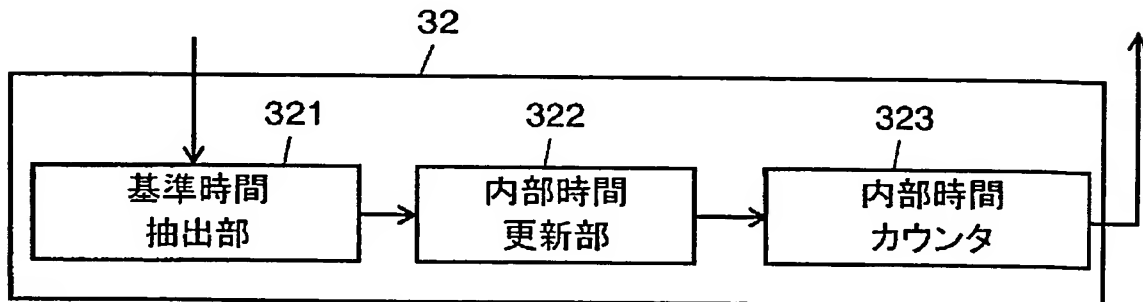 32
321
322
323
基準時間
抽出部
内部時間
更新部
内部時間
カウンタ